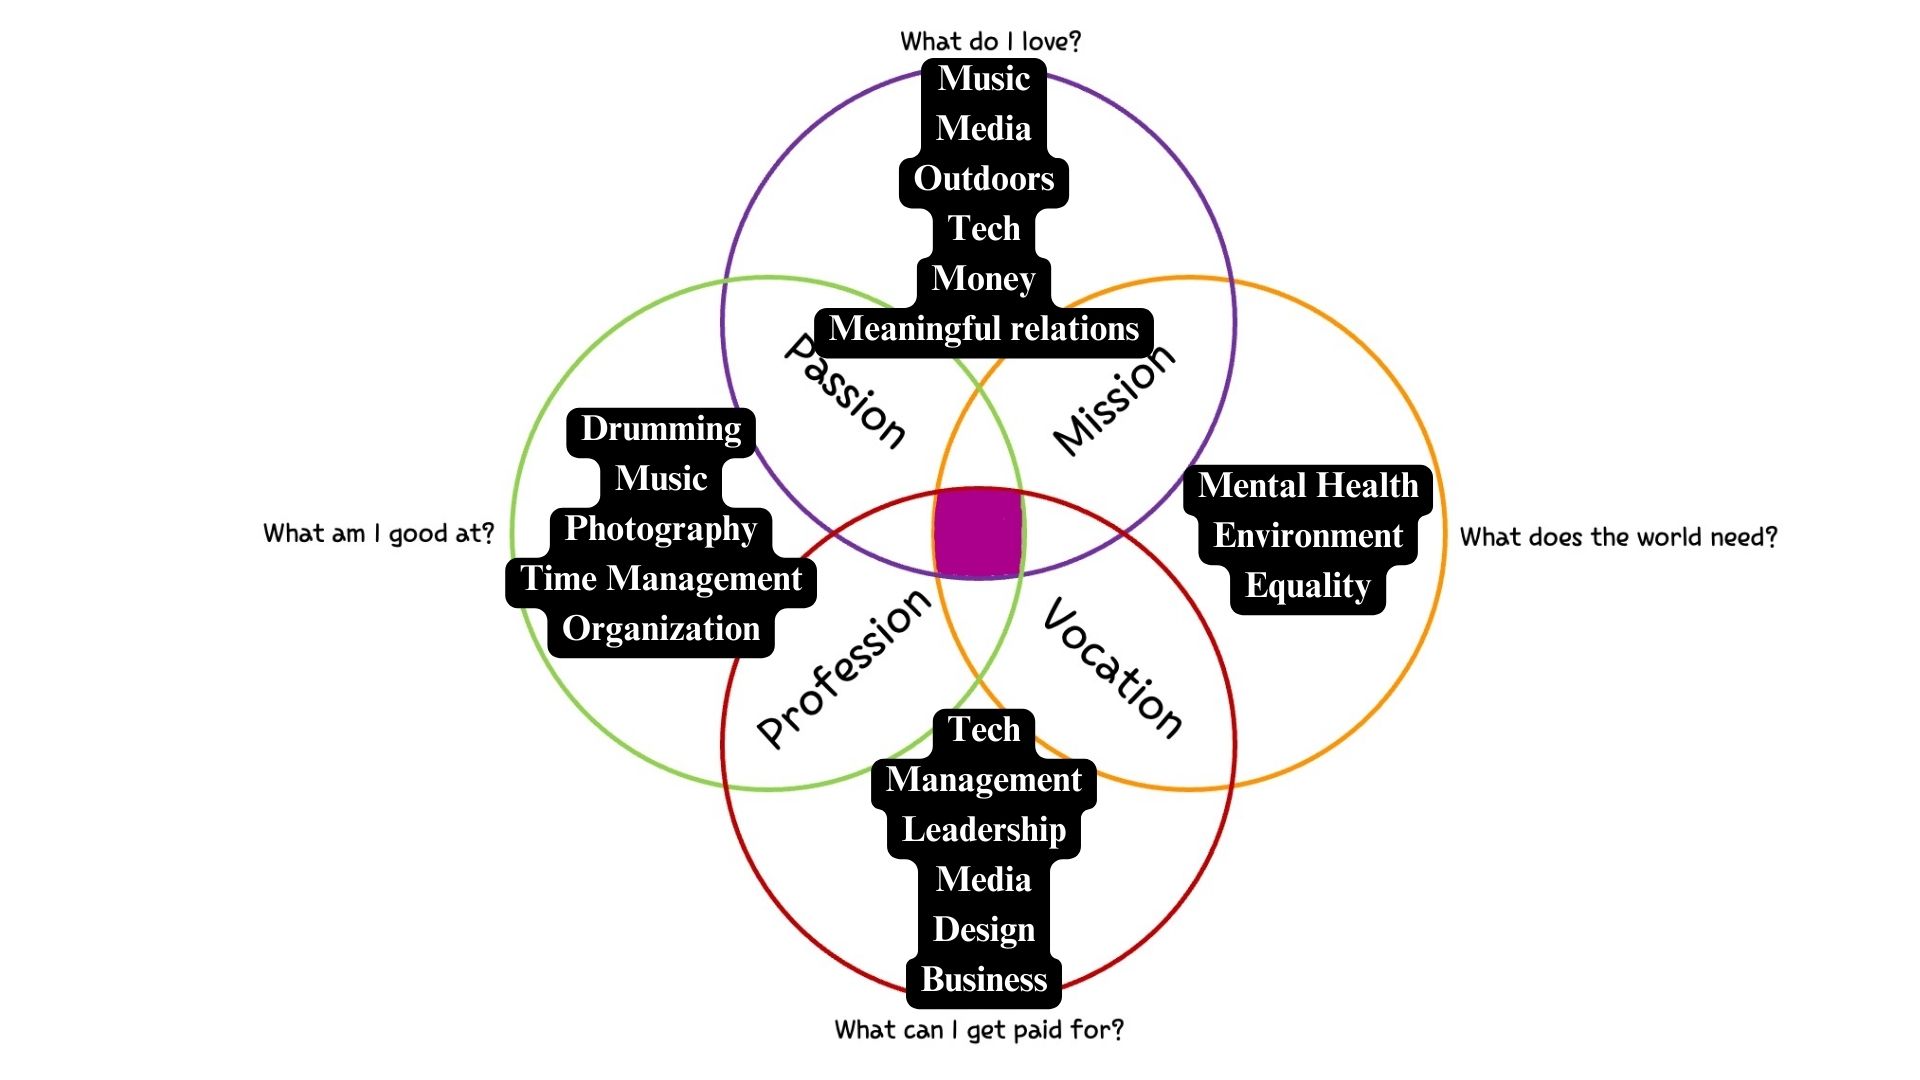 What do I love?
Music
Media
Outdoors
Tech
Money
Meaningful relations
Passion
Mission
What am I good at?
Drumming
Music
Photography
Time Management
Organization
Mental Health
Environment
Equality
What does the world need?
Profession
Vocation
Tech
Management
Leadership
Media
Design
Business
What can I get paid for?